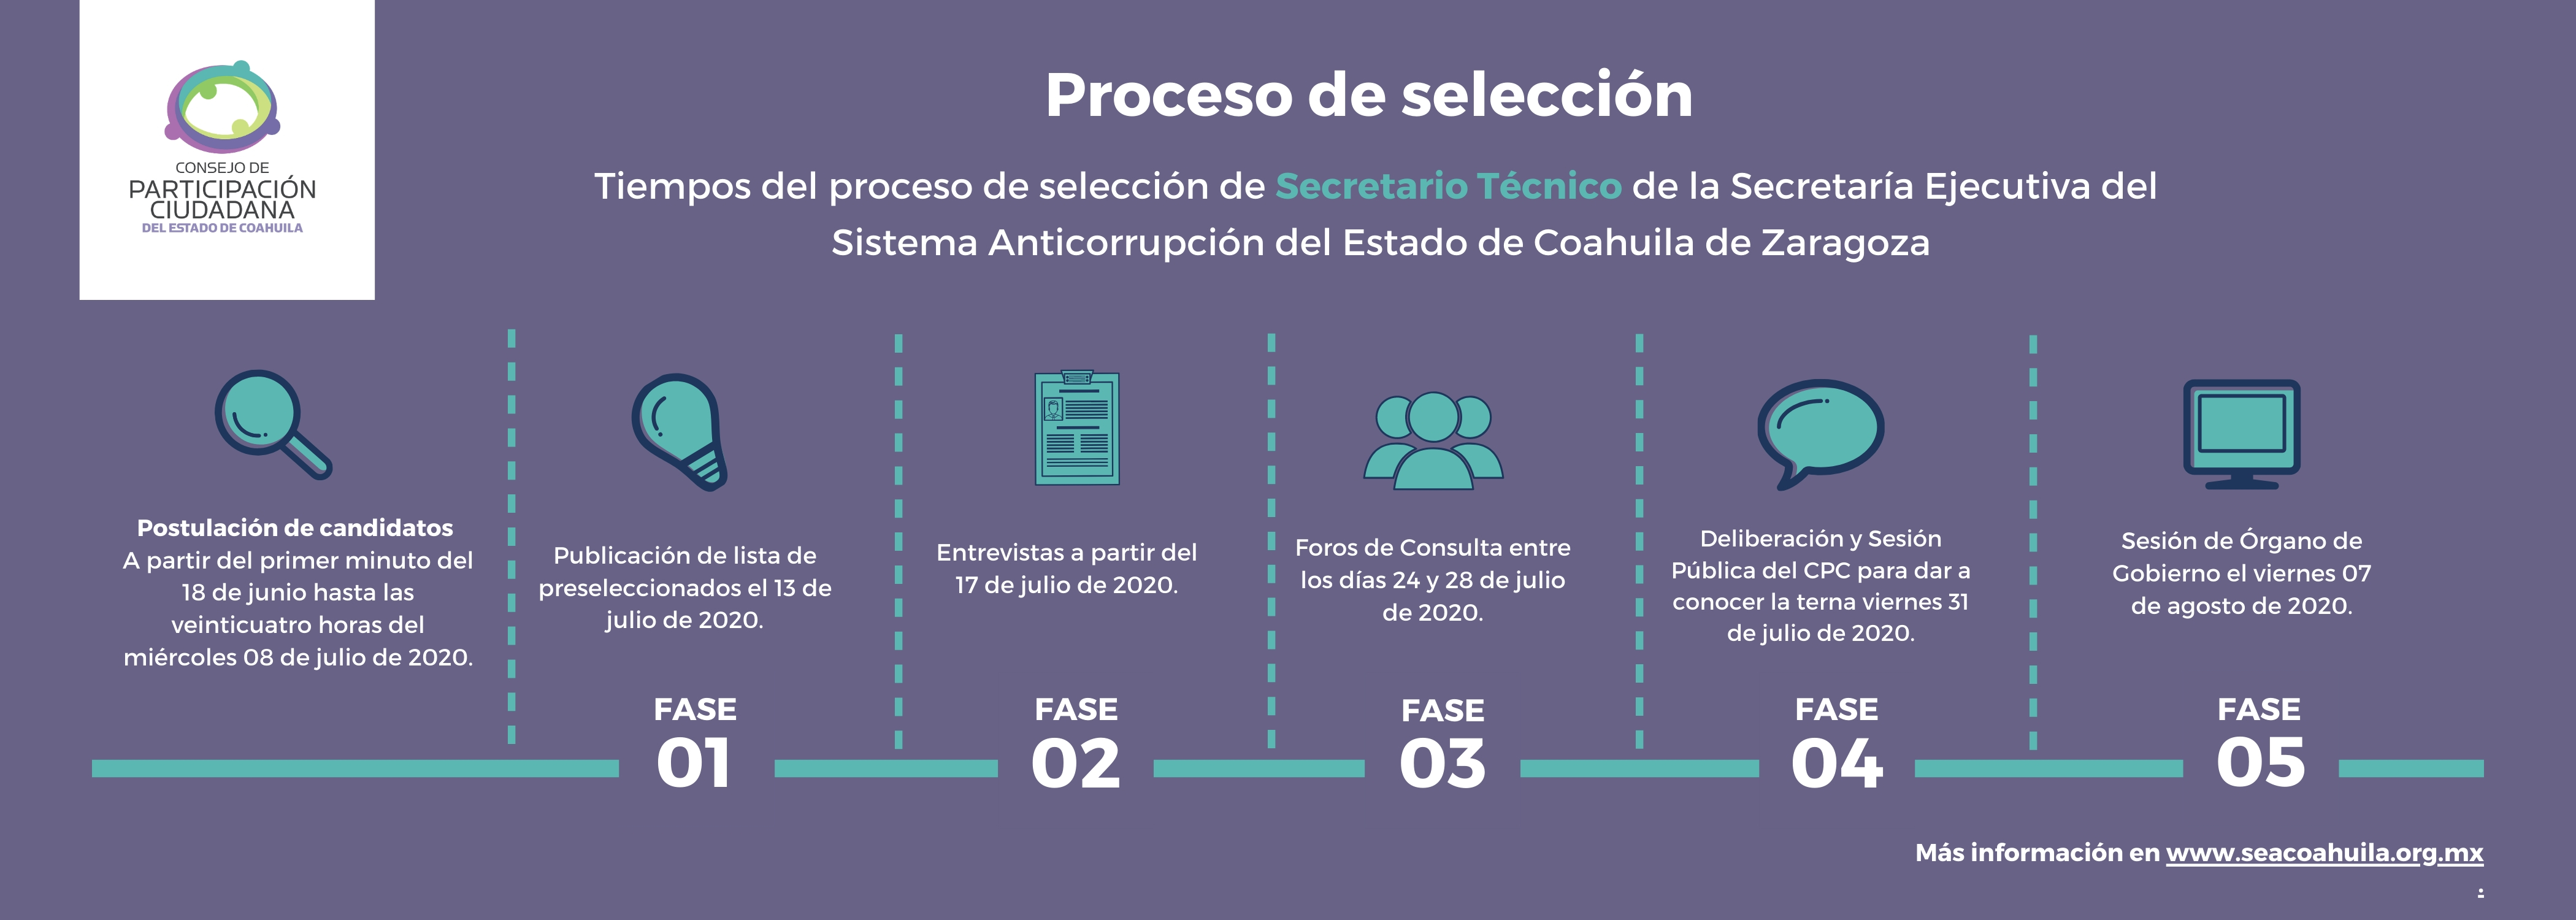 CONSEJO DE
PARTICIPACIÓN
CIUDADANA
DEL ESTADO DE COAHUILA
Proceso de selección
Tiempos del proceso de selección de Secretario Técnico de la Secretaría Ejecutiva del
Sistema Anticorrupción del Estado de Coahuila de Zaragoza
Postulación de candidatos
A partir del primer minuto del
18 de junio hasta las
veinticuatro horas del
miércoles 08 de julio de 2020.
Publicación de lista de
preseleccionados el 13 de
julio de 2020.
FASE
01
Entrevistas a partir del
17 de julio de 2020.
FASE
02
Foros de Consulta entre
los días 24 y 28 de julio
de 2020.
FASE
03
Deliberación y Sesión
Pública del CPC para dar a
conocer la terna viernes 31
de julio de 2020.
FASE
04
Sesión de Órgano de
Gobierno el viernes 07
de agosto de 2020.
FASE
05
Más información en www.seacoahuila.org.mx
.